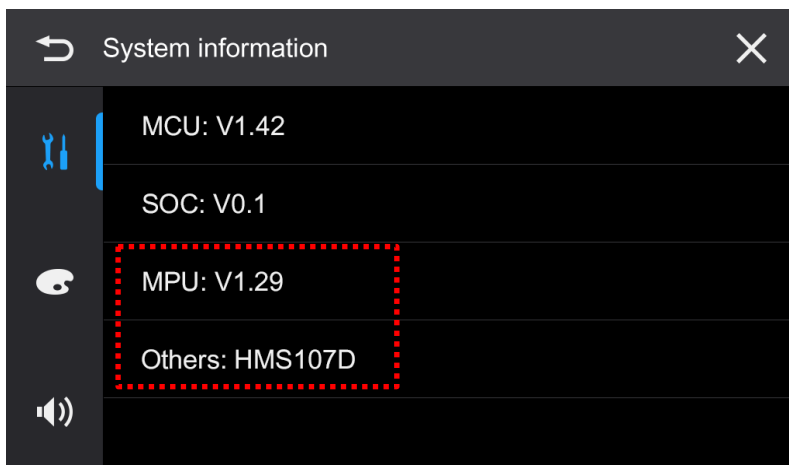 System information
MCU: V1.42
SOC: V0.1
MPU: V1.29
Others: HMS107D